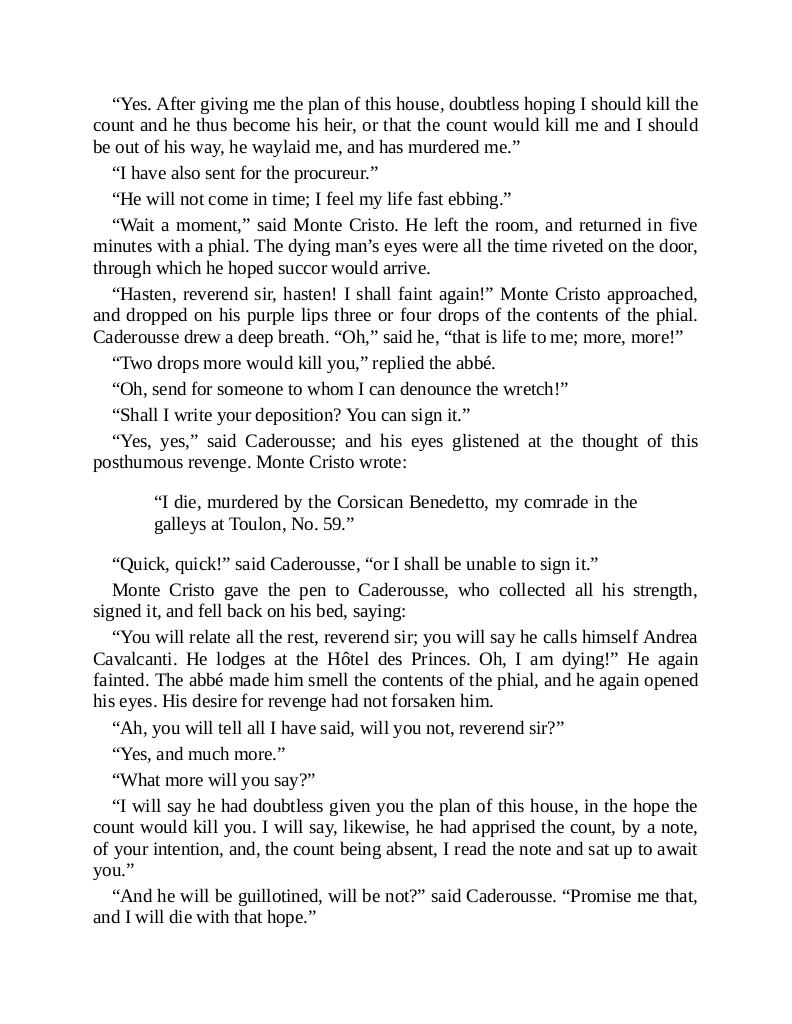 “Yes. After giving me the plan of this house, doubtless hoping I should kill the
count and he thus become his heir, or that the count would kill me and I should
be out of his way, he waylaid me, and has murdered me.”
“I have also sent for the procureur.”
“He will not come in time; I feel my life fast ebbing.”
“Wait a moment,” said Monte Cristo. He left the room, and returned in five
minutes with a phial. The dying man’s eyes were all the time riveted on the door,
through which he hoped succor would arrive.
“Hasten, reverend sir, hasten! I shall faint again!” Monte Cristo approached,
and dropped on his purple lips three or four drops of the contents of the phial.
Caderousse drew a deep breath. “Oh,” said he, “that is life to me; more, more!”
“Two drops more would kill you,” replied the abbé.
“Oh, send for someone to whom I can denounce the wretch!”
“Shall I write your deposition? You can sign it.”
“Yes, yes,” said Caderousse; and his eyes glistened at the thought of this
posthumous revenge. Monte Cristo wrote:
“I die, murdered by the Corsican Benedetto, my comrade in the
galleys at Toulon, No. 59.”
“Quick, quick!” said Caderousse, “or I shall be unable to sign it.”
Monte Cristo gave the pen to Caderousse, who collected all his strength,
signed it, and fell back on his bed, saying:
“You will relate all the rest, reverend sir; you will say he calls himself Andrea
Cavalcanti. He lodges at the Hôtel des Princes. Oh, I am dying!” He again
fainted. The abbé made him smell the contents of the phial, and he again opened
his eyes. His desire for revenge had not forsaken him.
“Ah, you will tell all I have said, will you not, reverend sir?”
“Yes, and much more.”
“What more will you say?”
“I will say he had doubtless given you the plan of this house, in the hope the
count would kill you. I will say, likewise, he had apprised the count, by a note,
of your intention, and, the count being absent, I read the note and sat up to await
you.”
“And he will be guillotined, will be not?” said Caderousse. “Promise me that,
and I will die with that hope.”